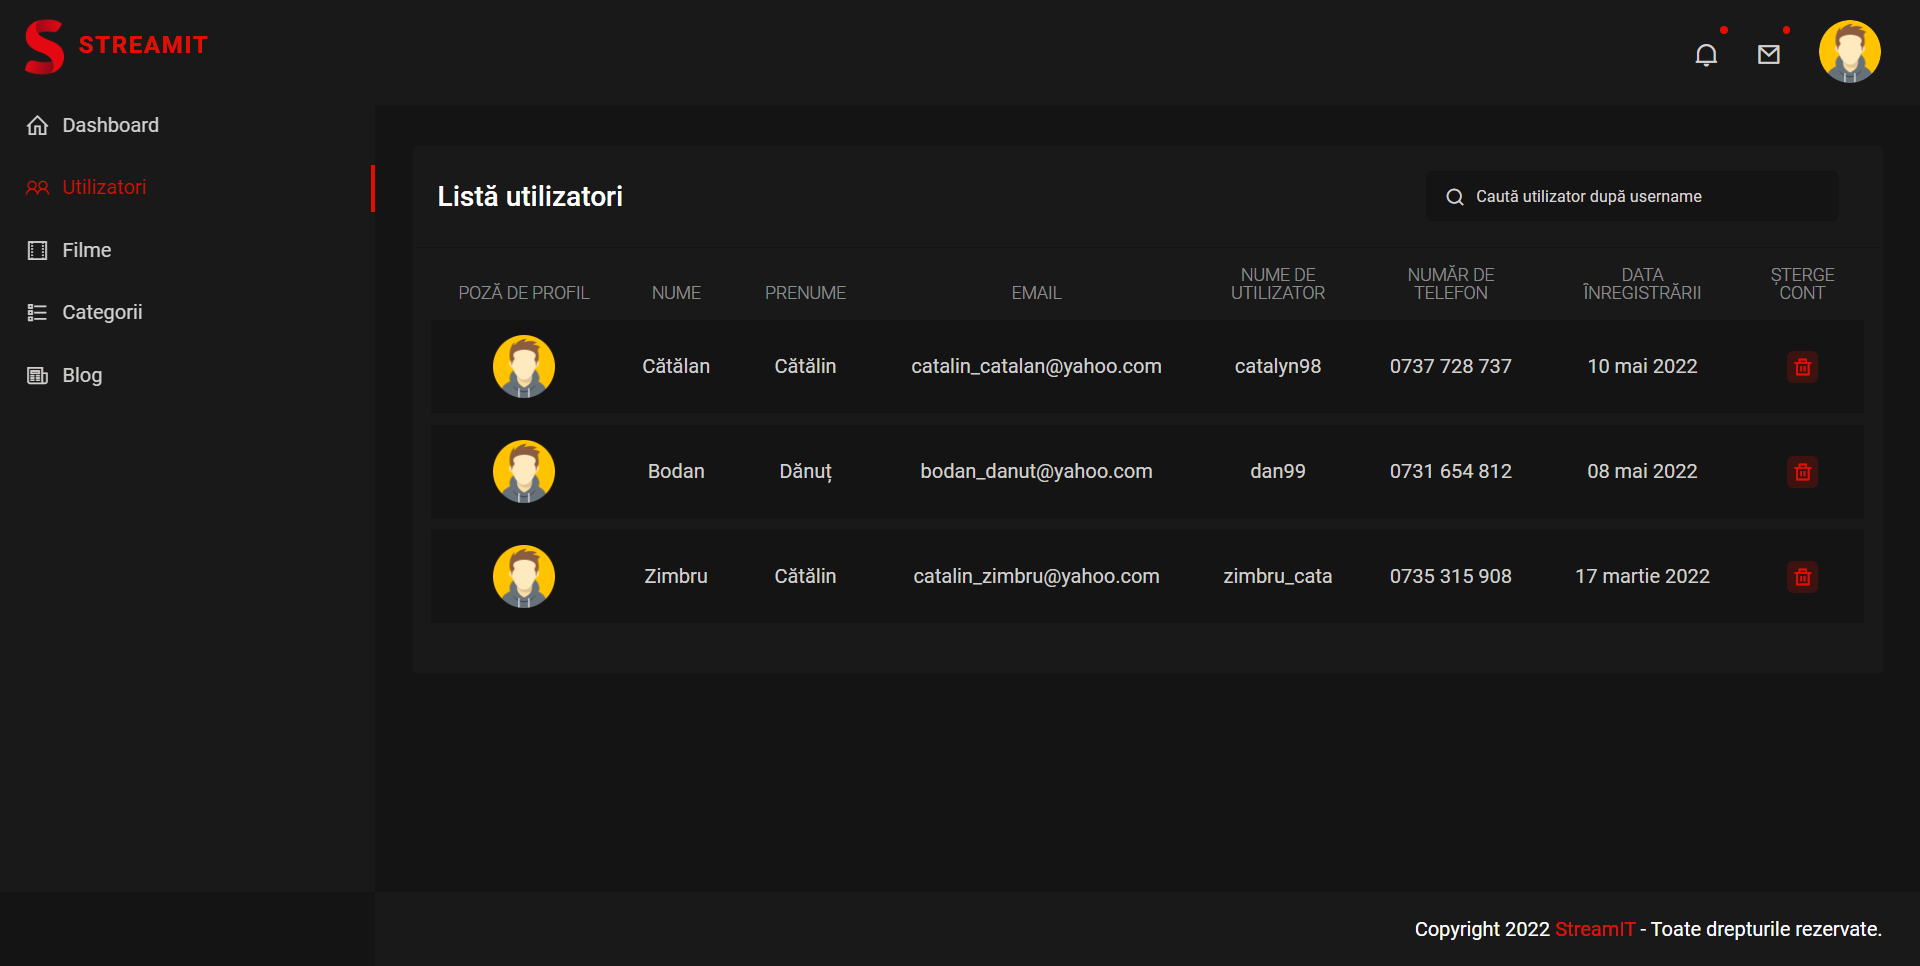 STREAMIT
Dashboard
Utilizatori
Filme
Categorii
Blog
Listă utilizatori
Caută utilizator după username
POZĂ DE PROFIL
NUME
PRENUME
EMAIL
NUME DE
UTILIZATOR
NUMĂR DE
TELEFON
DATA
ÎNREGISTRĂRII
ȘTERGE
CONT
Cătălan Cătălin catalin_catalan@yahoo.com catalyn98 0737 728 737 10 mai 2022
Bodan Dănuț bodan_danut@yahoo.com dan99 0731 654 812 08 mai 2022
Zimbru Cătălin catalin_zimbru@yahoo.com zimbru_cata 0735 315 908 17 martie 2022
Copyright 2022 StreamIT - Toate drepturile rezervate.